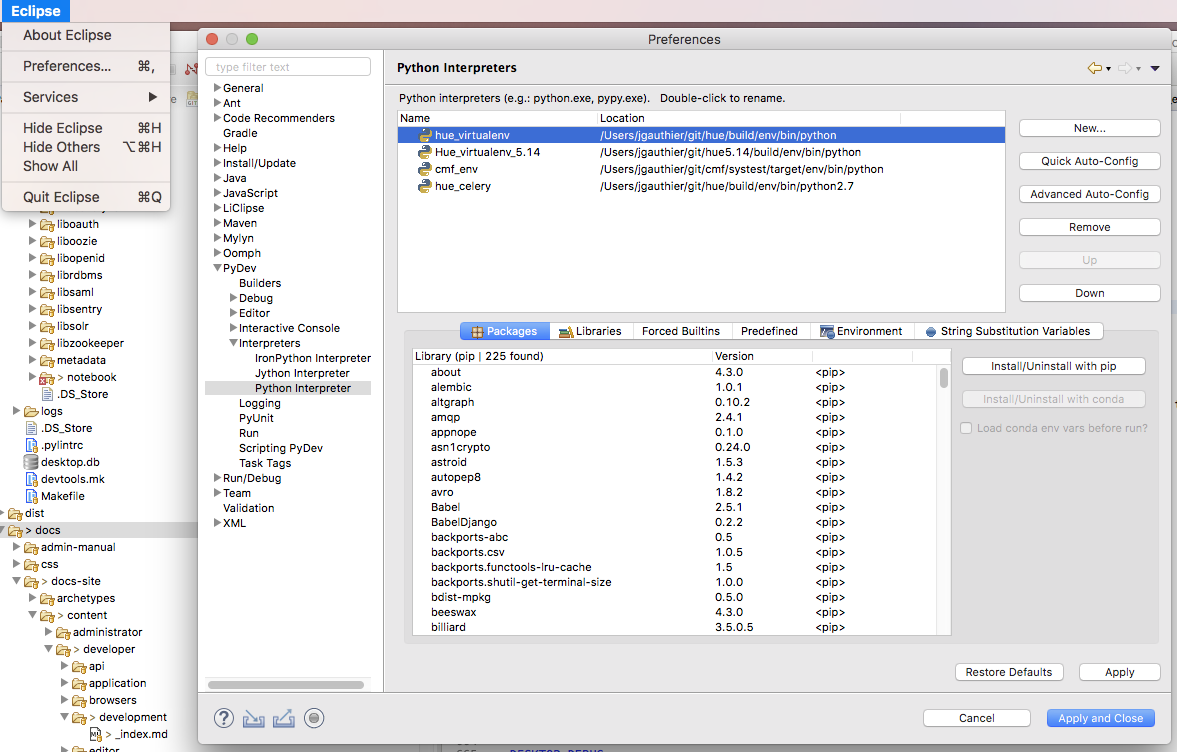 Eclipse
About Eclipse
Preferences... ⌘,
Services ▶
Hide Eclipse ⌘H
Hide Others ⌥⌘H
Show All
Quit Eclipse ⌘Q
liboauth
liboozie
libopenid
librdbms
libsaml
libsentry
libsolr
libzookeeper
metadata
> notebook
.DS_Store
logs
.DS_Store
.pylintrc
desktop.db
devtools.mk
Makefile
dist
> docs
admin-manual
css
> docs-site
archetypes
> content
administrator
> developer
api
application
browsers
> development
> _index.md
editor
Preferences
type filter text
General
Ant
Code Recommenders
Gradle
Help
Install/Update
Java
JavaScript
LiClipse
Maven
Mylyn
Oomph
PyDev
Builders
Debug
Editor
Interactive Console
Interpreters
IronPython Interpreter
Jython Interpreter
Python Interpreter
Logging
PyUnit
Run
Scripting PyDev
Task Tags
Run/Debug
Team
Validation
XML
Python Interpreters
Python interpreters (e.g.: python.exe, pypy.exe). Double-click to rename.
Name Location
hue_virtualenv /Users/jgauthier/git/hue/build/env/bin/python
Hue_virtualenv_5.14 /Users/jgauthier/git/hue5.14/build/env/bin/python
cmf_env /Users/jgauthier/git/cmf/systest/target/env/bin/python
hue_celery /Users/jgauthier/git/hue/build/env/bin/python2.7
New...
Quick Auto-Config
Advanced Auto-Config
Remove
Up
Down
Packages Libraries Forced Builtins Predefined Environment String Substitution Variables
Library (pip | 225 found) Version
about 4.3.0 <pip>
alembic 1.0.1 <pip>
altgraph 0.10.2 <pip>
amqp 2.4.1 <pip>
appnope 0.1.0 <pip>
asn1crypto 0.24.0 <pip>
astroid 1.5.3 <pip>
autopep8 1.4.2 <pip>
avro 1.8.2 <pip>
Babel 2.5.1 <pip>
BabelDjango 0.2.2 <pip>
backports-abc 0.5 <pip>
backports.csv 1.0.5 <pip>
backports.functools-lru-cache 1.5 <pip>
backports.shutil-get-terminal-size 1.0.0 <pip>
bdist-mpkg 0.5.0 <pip>
beeswax 4.3.0 <pip>
billiard 3.5.0.5 <pip>
Install/Uninstall with pip
Install/Uninstall with conda
Load conda env vars before run?
Restore Defaults Apply
Cancel Apply and Close